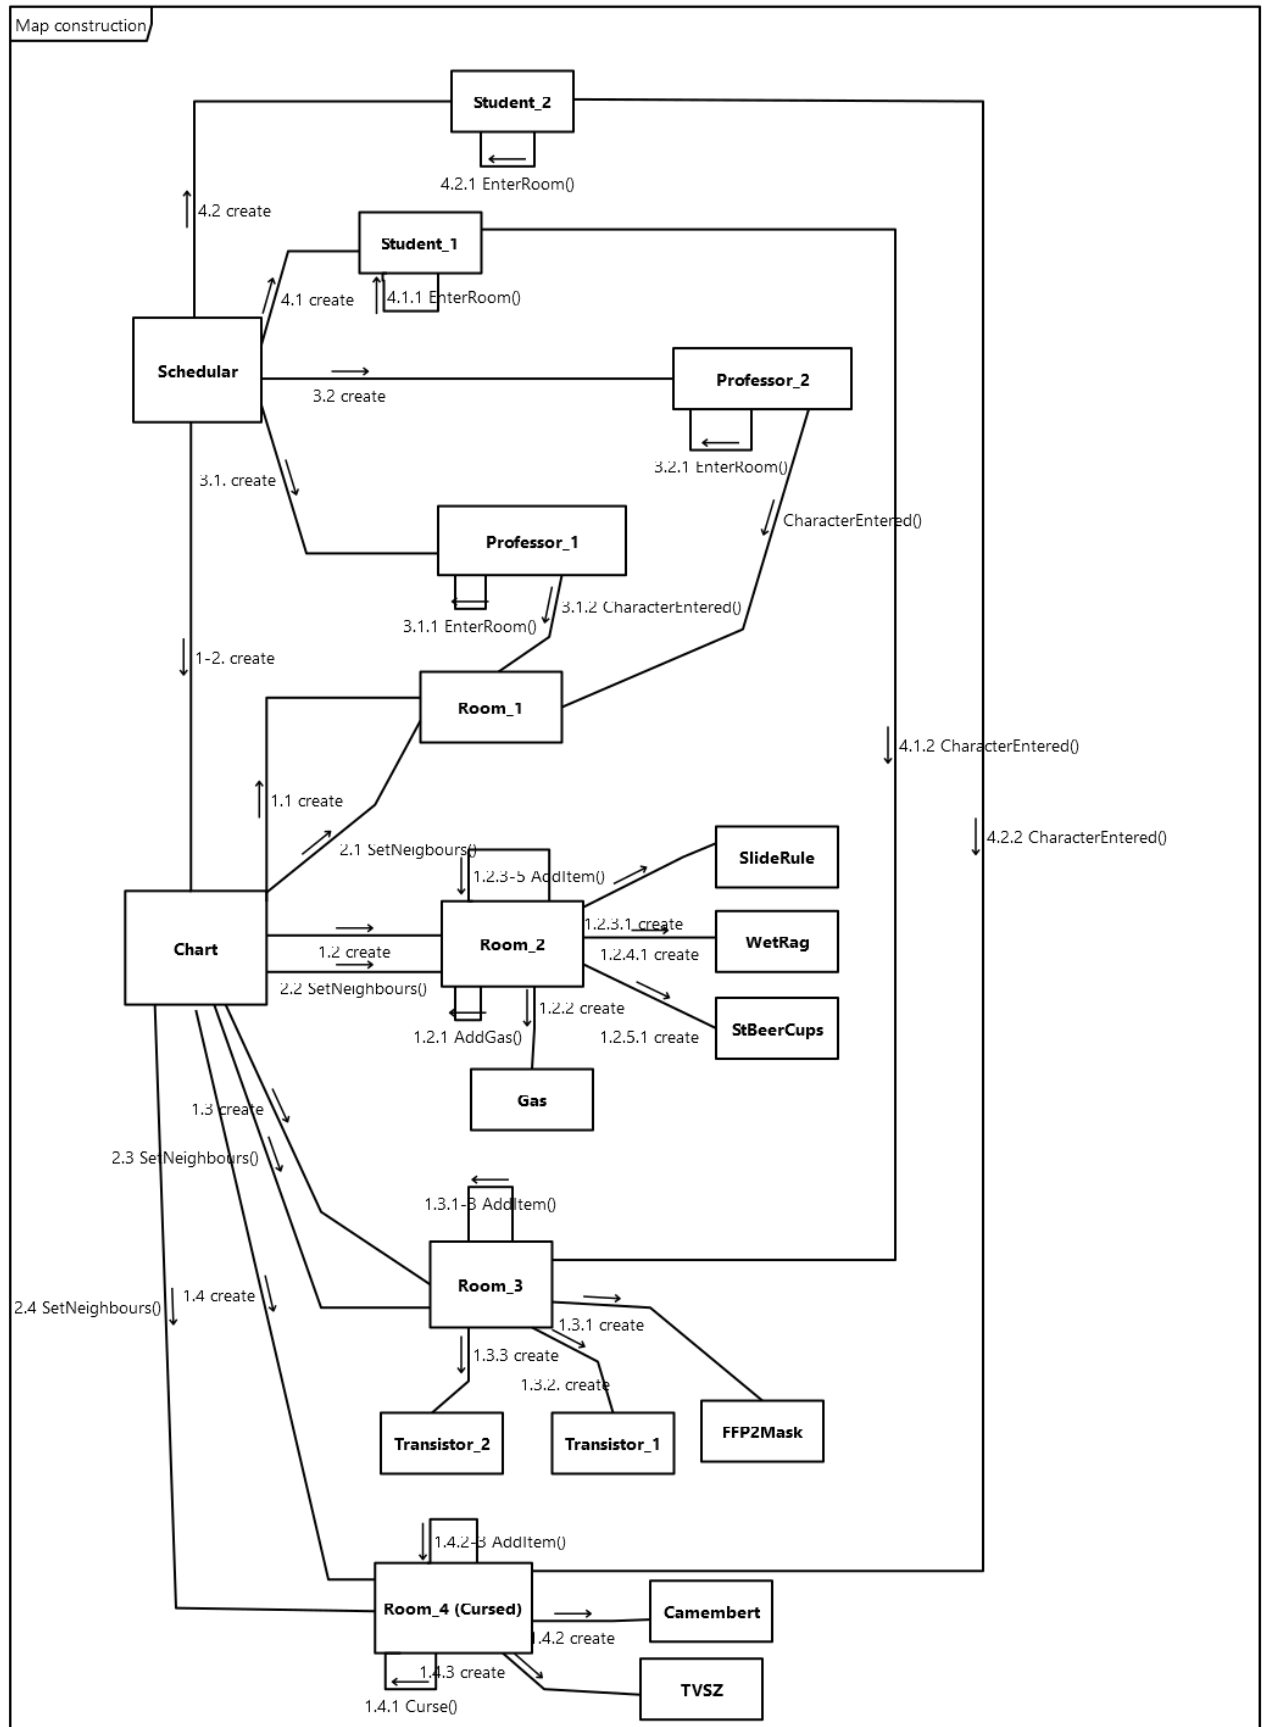 Map construction
Student_2
4.2.1 EnterRoom()
4.2 create
Student_1
4.1 create
4.1.1 EnterRoom()
Schedular
3.2 create
Professor_2
3.2.1 EnterRoom()
3.1. create
CharacterEntered()
Professor_1
3.1.2 CharacterEntered()
3.1.1 EnterRoom()
1-2. create
Room_1
4.1.2 CharacterEntered()
1.1 create
4.2.2 CharacterEntered()
2.1 SetNeigbours()
SlideRule
1.2.3-5 AddItem()
1.2.3.1 create
Chart
Room_2
WetRag
1.2 create
1.2.4.1 create
2.2 SetNeighbours()
1.2.2 create
StBeerCups
1.2.1 AddGas()
1.2.5.1 create
Gas
1.3 create
2.3 SetNeighbours()
1.3.1-3 AddItem()
Room_3
1.4 create
2.4 SetNeighbours()
1.3.1 create
1.3.3 create
1.3.2. create
Transistor_2
Transistor_1
FFP2Mask
1.4.2-3 AddItem()
Room_4 (Cursed)
Camembert
1.4.2 create
1.4.3 create
TVSZ
1.4.1 Curse()